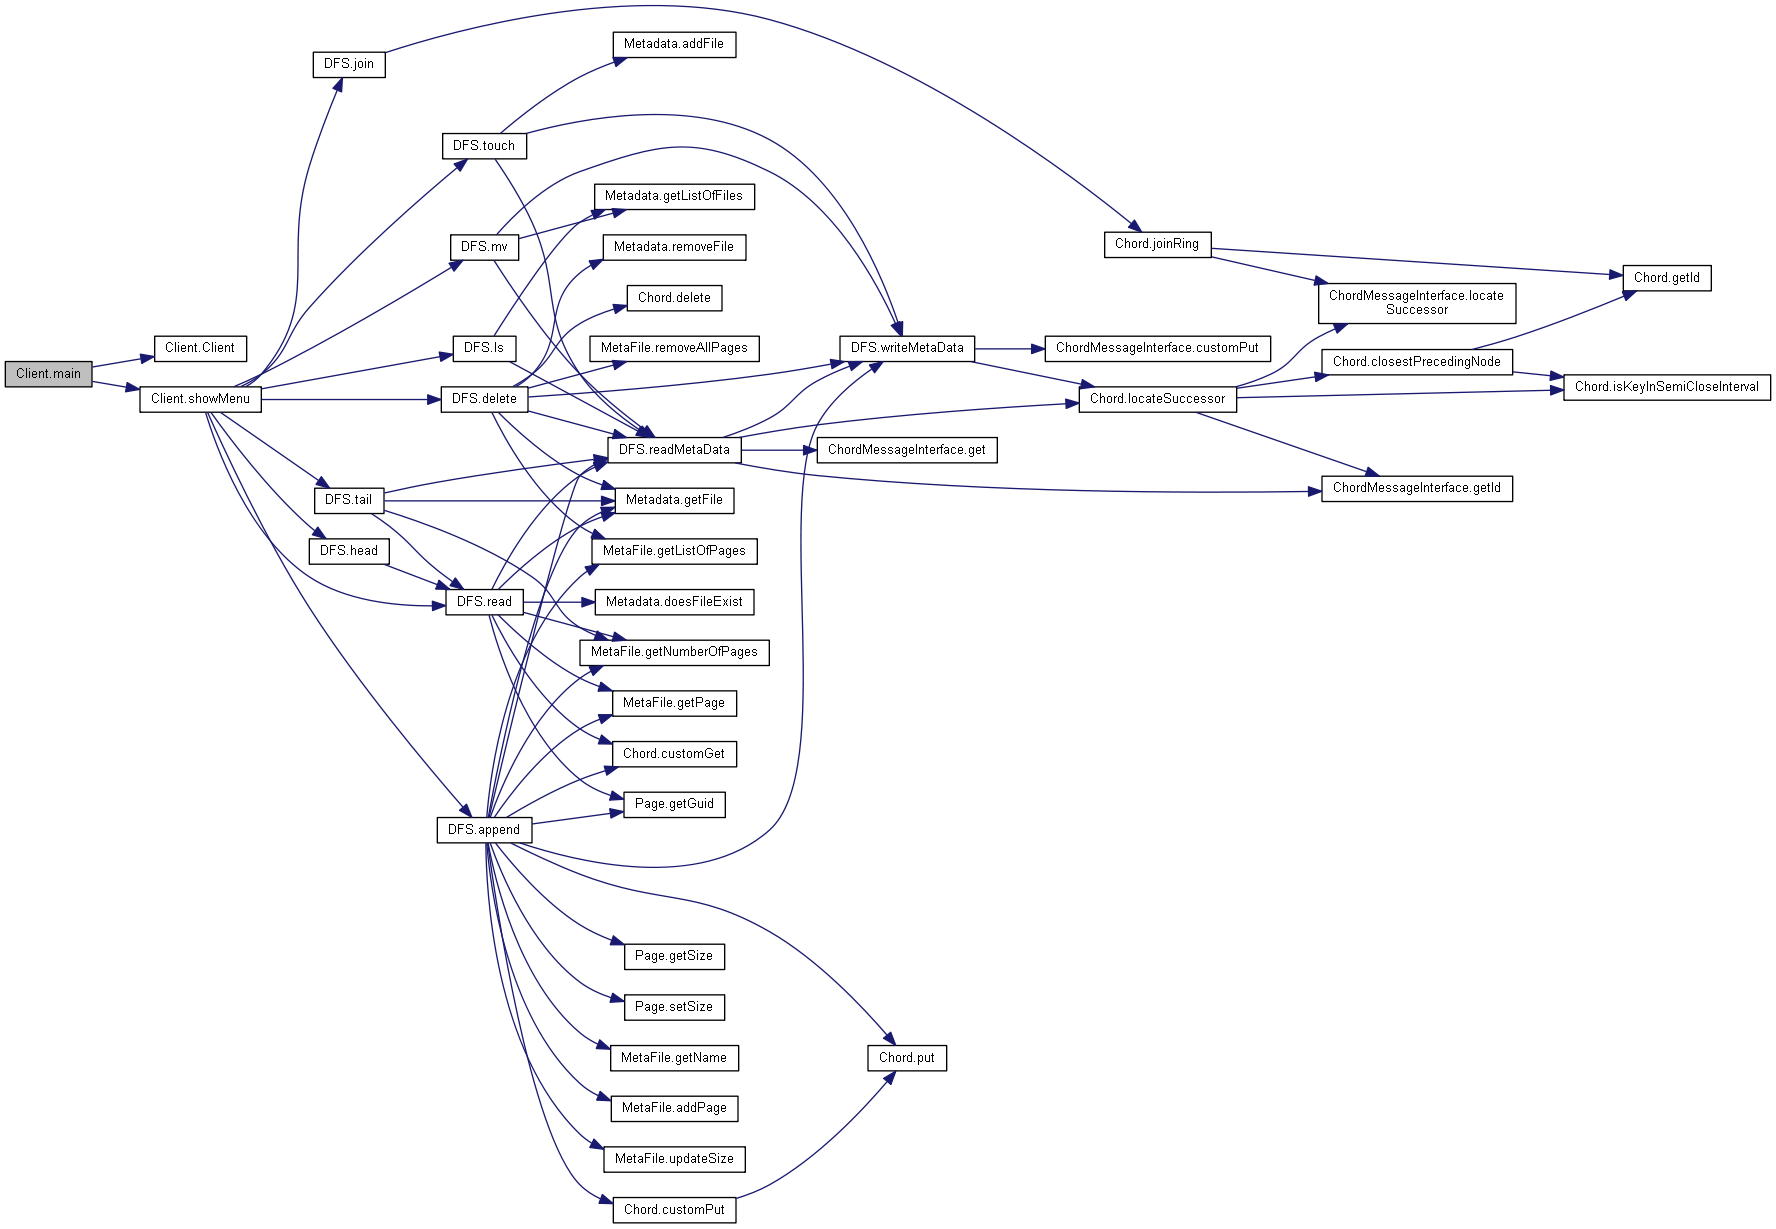 Client.main
Client.Client
Client.showMenu
DFS.join
DFS.tail
DFS.head
DFS.touch
DFS.mv
DFS.ls
DFS.delete
DFS.read
DFS.append
Metadata.addFile
Metadata.getListOfFiles
Metadata.removeFile
Chord.delete
MetaFile.removeAllPages
DFS.readMetaData
Metadata.getFile
MetaFile.getListOfPages
Metadata.doesFileExist
MetaFile.getNumberOfPages
MetaFile.getPage
Chord.customGet
Page.getGuid
Page.getSize
Page.setSize
MetaFile.getName
MetaFile.addPage
MetaFile.updateSize
Chord.customPut
DFS.writeMetaData
ChordMessageInterface.get
Chord.put
Chord.joinRing
ChordMessageInterface.customPut
Chord.locateSuccessor
ChordMessageInterface.locate
Successor
Chord.closestPrecedingNode
ChordMessageInterface.getId
Chord.getId
Chord.isKeyInSemiCloseInterval